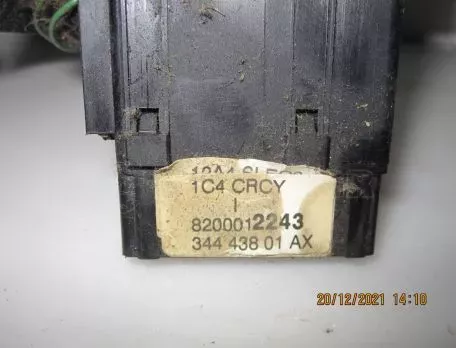 1C4 CRCY
I
8200012243
344 438 01 AX
20/12/2021 14:10